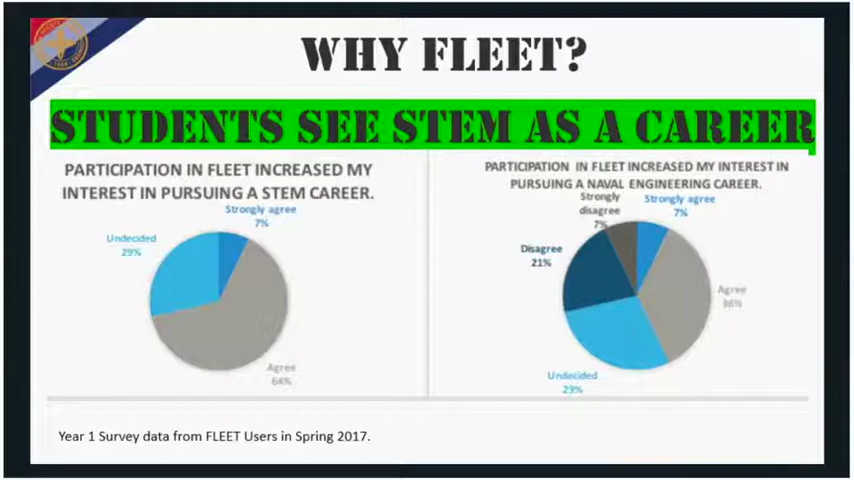 WHY FLEET?
STUDENTS SEE STEM AS A CAREER
PARTICIPATION IN FLEET INCREASED MY
INTEREST IN PURSUING A STEM CAREER.
Strongly agree
7%
Undecided
29%
Agree
64%
PARTICIPATION IN FLEET INCREASED MY INTEREST IN
PURSUING A NAVAL ENGINEERING CAREER.
Strongly
disagree
7%
Strongly agree
7%
Disagree
21%
Agree
36%
Undecided
29%
Year 1 Survey data from FLEET Users in Spring 2017.